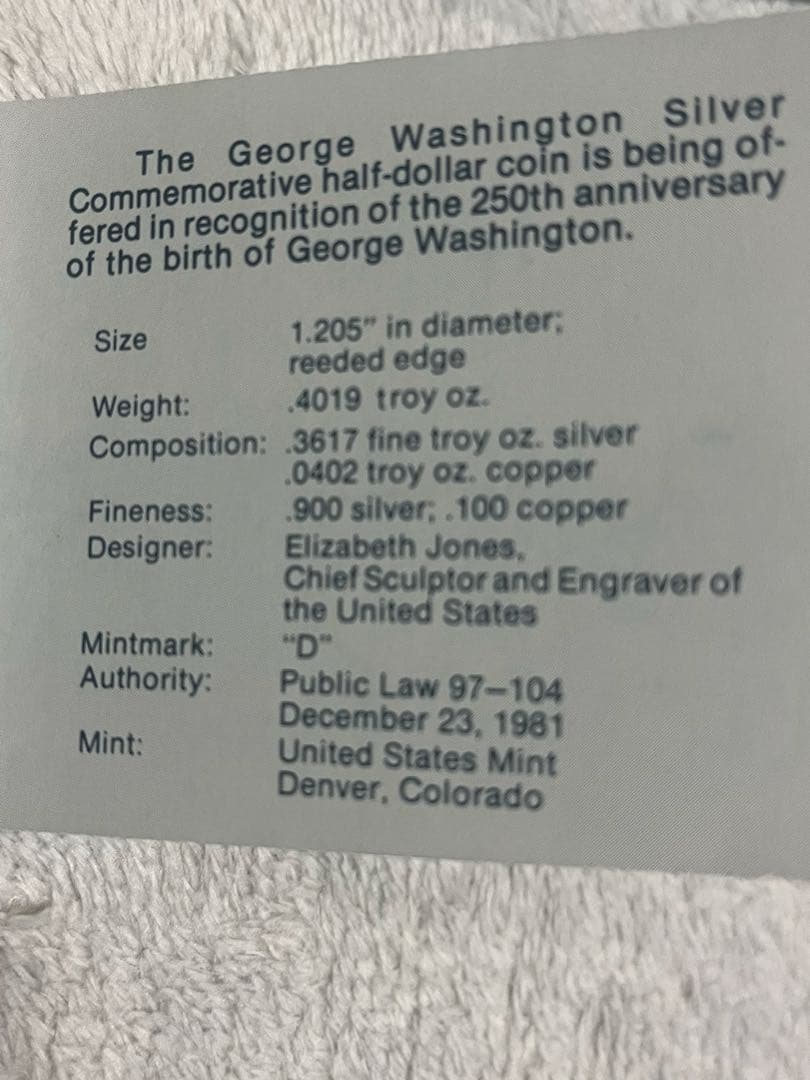 The George Washington Silver
Commemorative half-dollar coin is being of-
fered in recognition of the 250th anniversary
of the birth of George Washington.
Size 1.205” in diameter;
reeded edge
Weight: .4019 troy oz.
Composition: .3617 fine troy oz. silver
.0402 troy oz. copper
Fineness: .900 silver; .100 copper
Designer: Elizabeth Jones,
Chief Sculptor and Engraver of
the United States
Mintmark: “D”
Authority: Public Law 97–104
December 23, 1981
Mint: United States Mint
Denver, Colorado